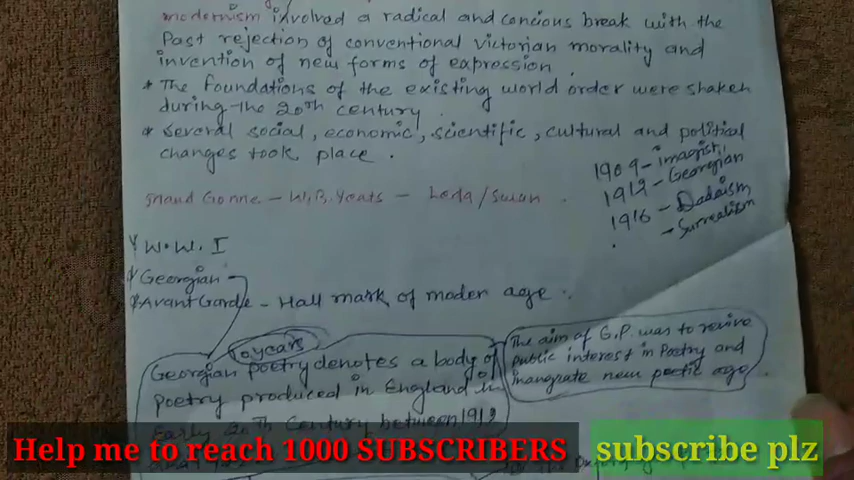 modernism involved a radical and concious break with the
Past rejection of conventional victorian morality and
invention of new forms of expression
* The foundations of the existing world order were shaken
during the 20th century.
* Several social, economic, scientific, cultural and political
changes took place.
1909 - imagist
1912 - Georgian
1916 - Dadaism
- Surrealism
Maud Gonne - W.B. Yeats - Leda/Swan
* W.W. I
* Georgian
* Avant Garde - Hall mark of moder age.
10 years
Georgian poetry denotes a body of
poetry produced in England in
Early 20th Century between 1912
The aim of G.P was to revive
public interest in Poetry and
inaugrate new poetic age.
Help me to reach 1000 SUBSCRIBERS
subscribe plz